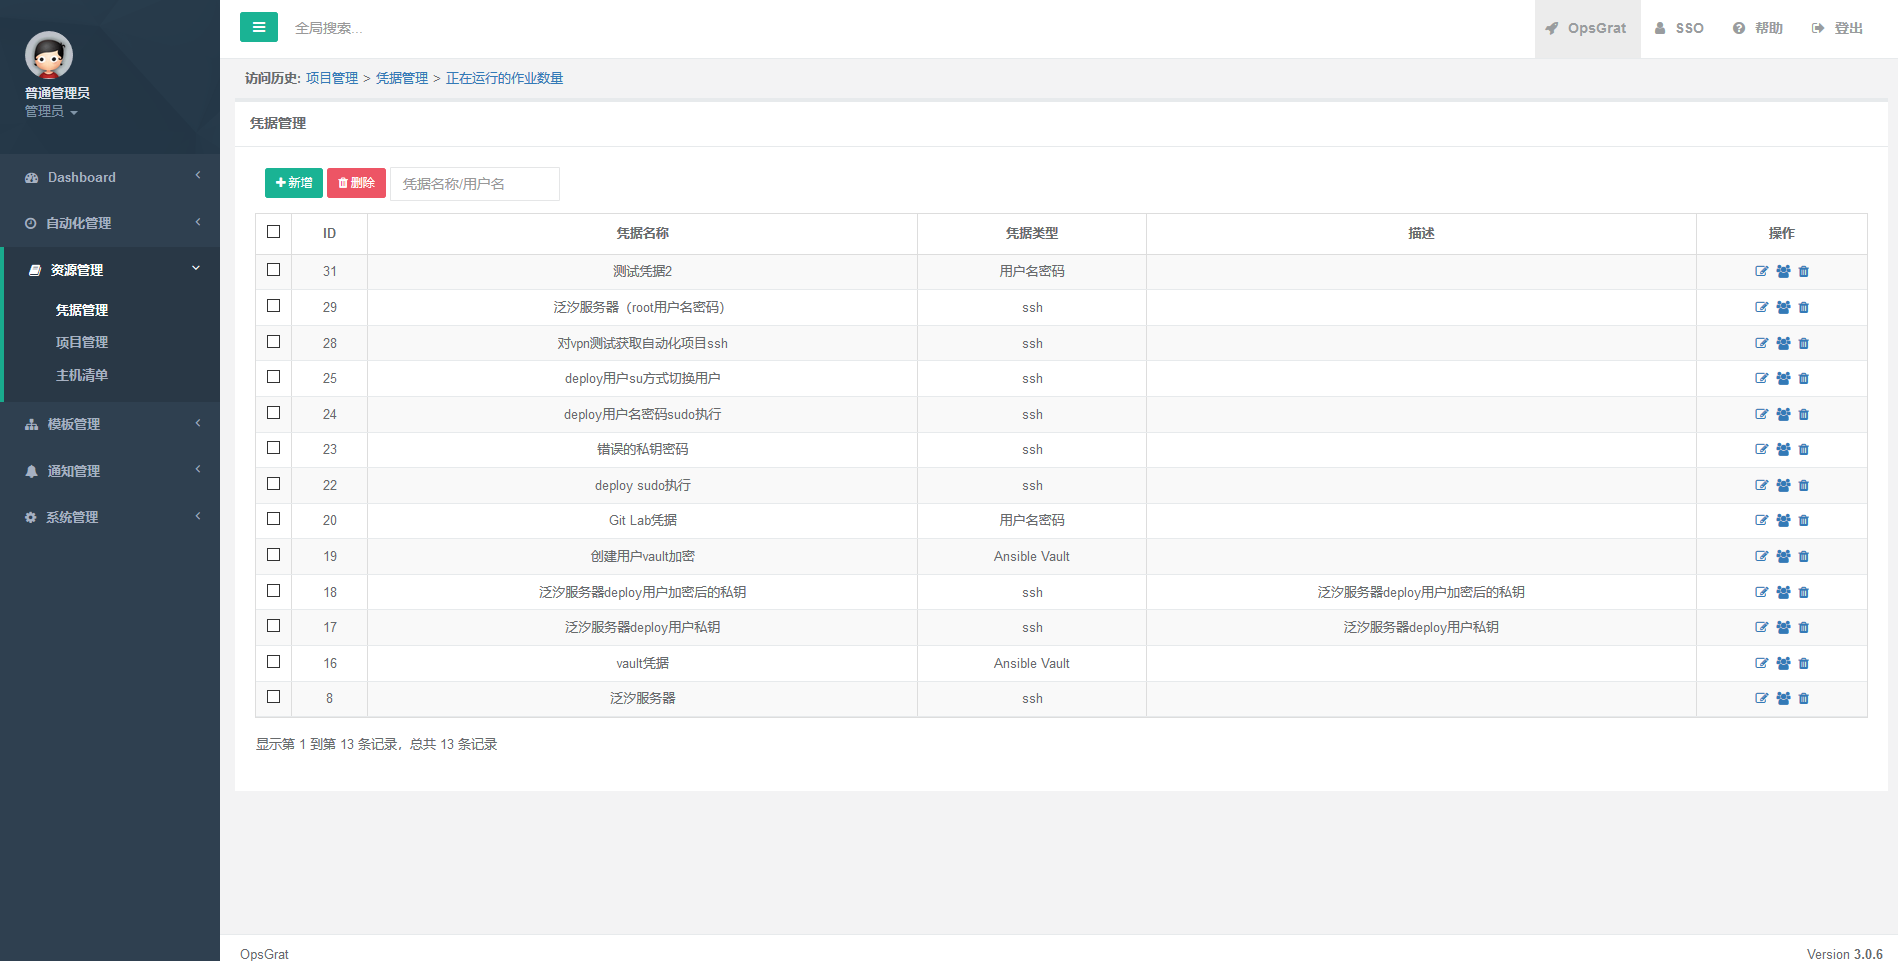 全局搜索...
OpsGrat
SSO
帮助
登出
普通管理员
管理员
Dashboard
自动化管理
资源管理
凭据管理
项目管理
主机清单
模板管理
通知管理
系统管理
访问历史: 项目管理 > 凭据管理 > 正在运行的作业数量
凭据管理
新增 删除 凭据名称/用户名
ID 凭据名称 凭据类型 描述 操作
31 测试凭据2 用户名密码
29 泛汐服务器（root用户名密码） ssh
28 对vpn测试获取自动化项目ssh ssh
25 deploy用户su方式切换用户 ssh
24 deploy用户名密码sudo执行 ssh
23 错误的私钥密码 ssh
22 deploy sudo执行 ssh
20 Git Lab凭据 用户名密码
19 创建用户vault加密 Ansible Vault
18 泛汐服务器deploy用户加密后的私钥 ssh 泛汐服务器deploy用户加密后的私钥
17 泛汐服务器deploy用户私钥 ssh 泛汐服务器deploy用户私钥
16 vault凭据 Ansible Vault
8 泛汐服务器 ssh
显示第 1 到第 13 条记录，总共 13 条记录
OpsGrat
Version 3.0.6